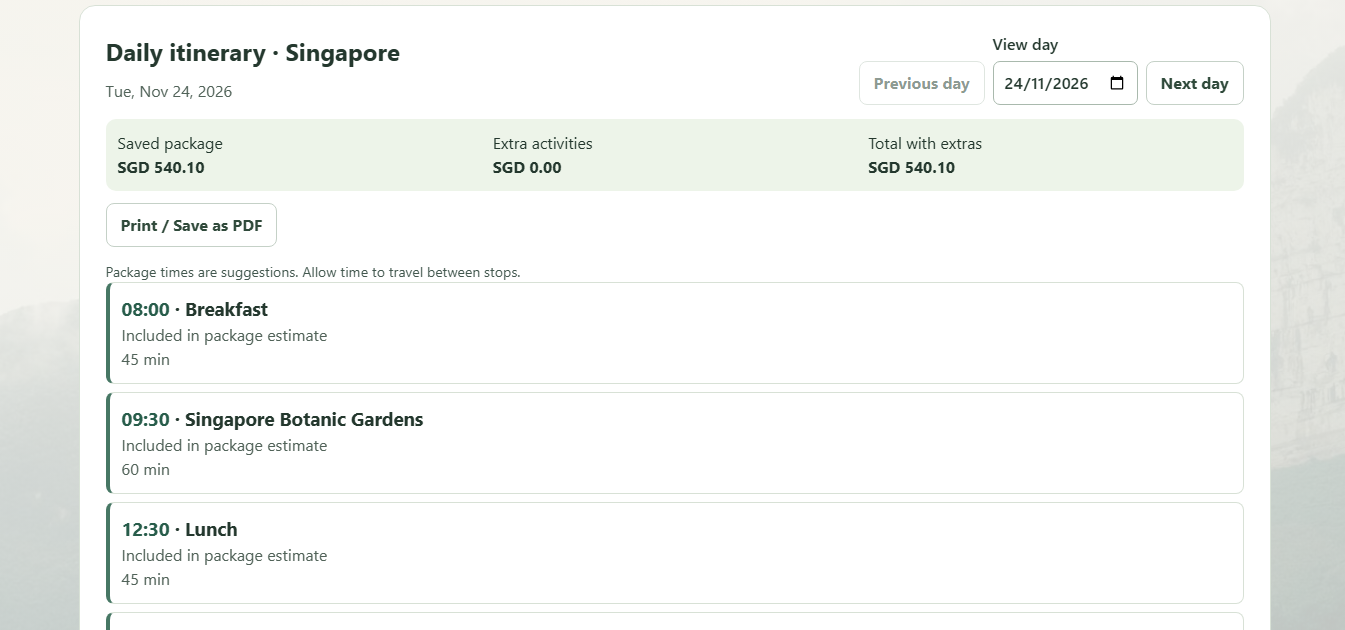 Daily itinerary · Singapore
Tue, Nov 24, 2026
View day
Previous day
24/11/2026
Next day
Saved package
SGD 540.10
Extra activities
SGD 0.00
Total with extras
SGD 540.10
Print / Save as PDF
Package times are suggestions. Allow time to travel between stops.
08:00 · Breakfast
Included in package estimate
45 min
09:30 · Singapore Botanic Gardens
Included in package estimate
60 min
12:30 · Lunch
Included in package estimate
45 min